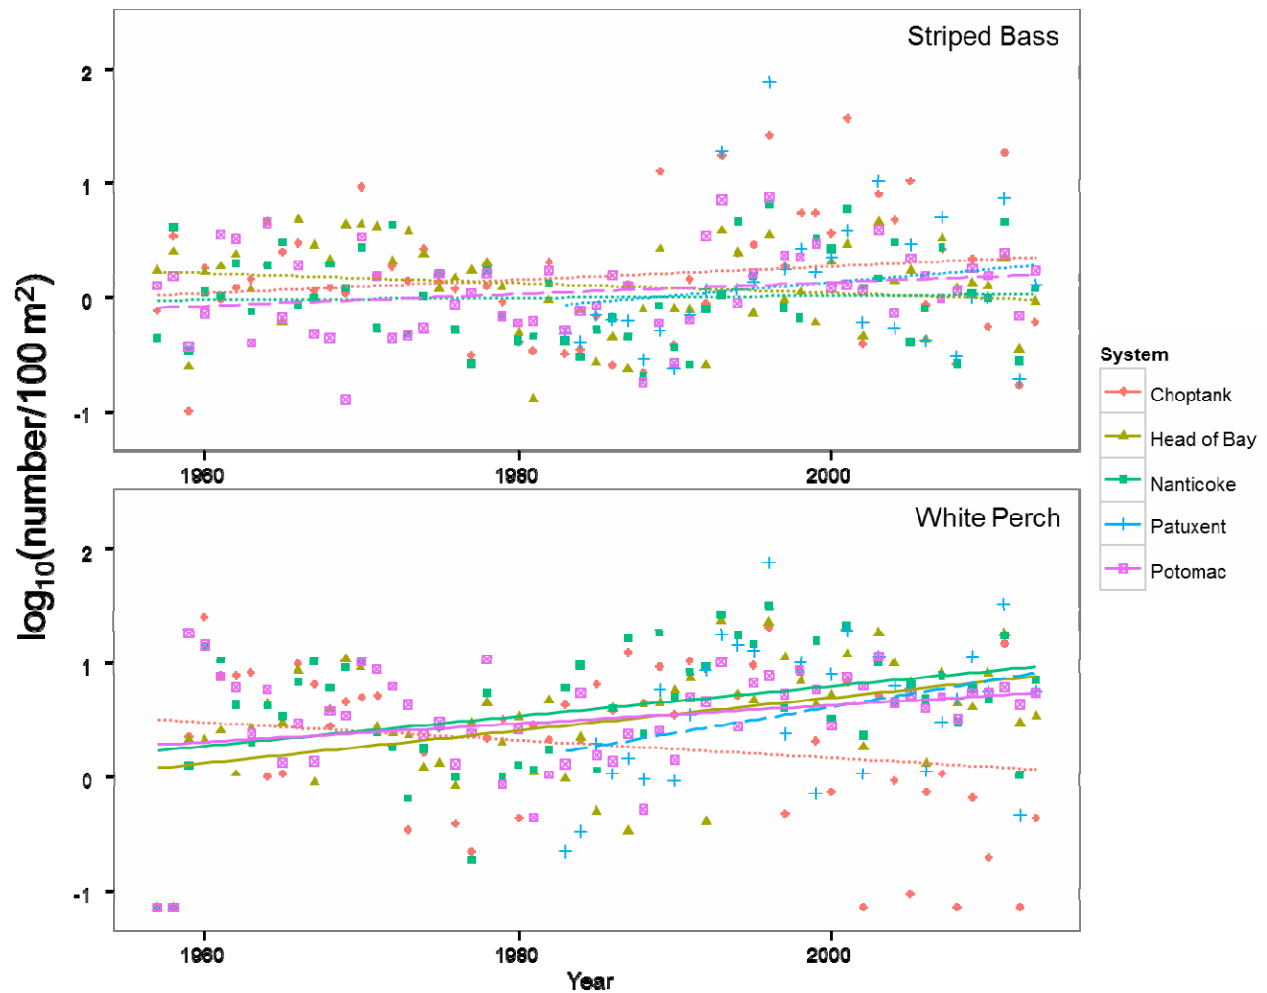 Striped Bass
2
1
0
-1
1960
1980
2000
White Perch
2
1
0
-1
1960
1980
2000
Year
log10(number/100 m²)
System
Choptank
Head of Bay
Nanticoke
Patuxent
Potomac